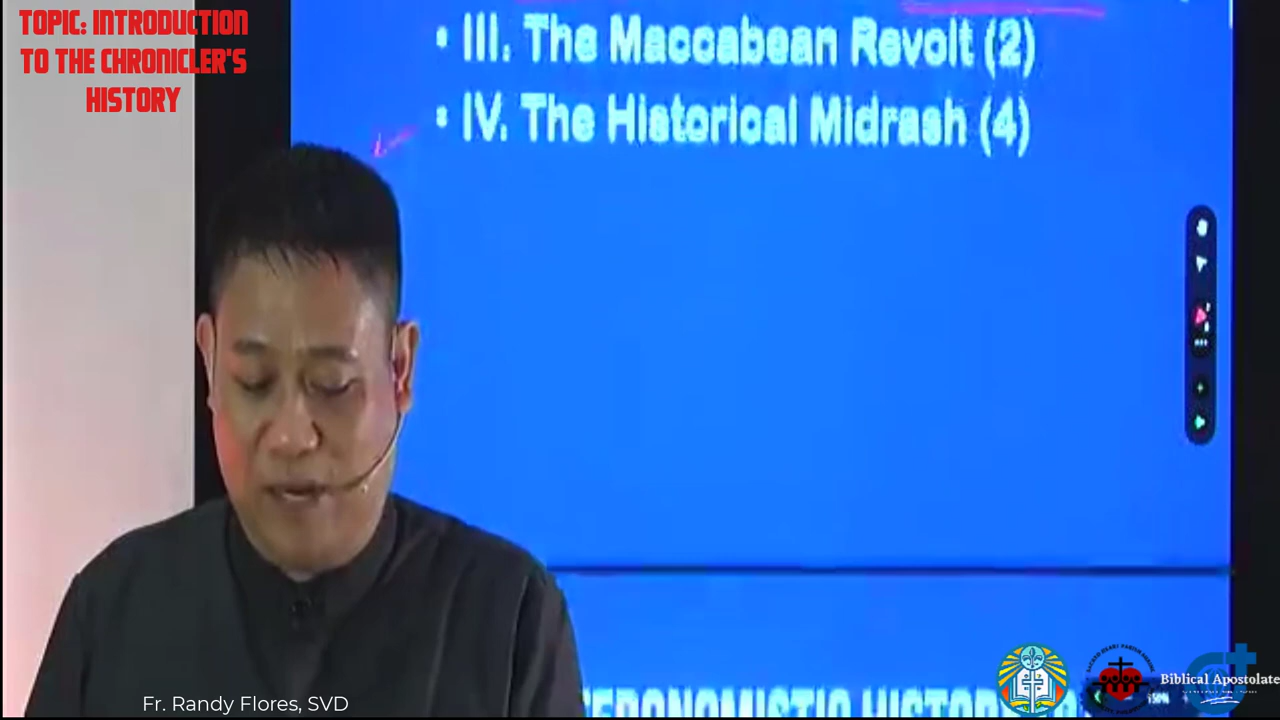 TOPIC: INTRODUCTION
TO THE CHRONICLER'S
HISTORY
• III. The Maccabean Revolt (2)
• IV. The Historical Midrash (4)
Fr. Randy Flores, SVD
Biblical Apostolate